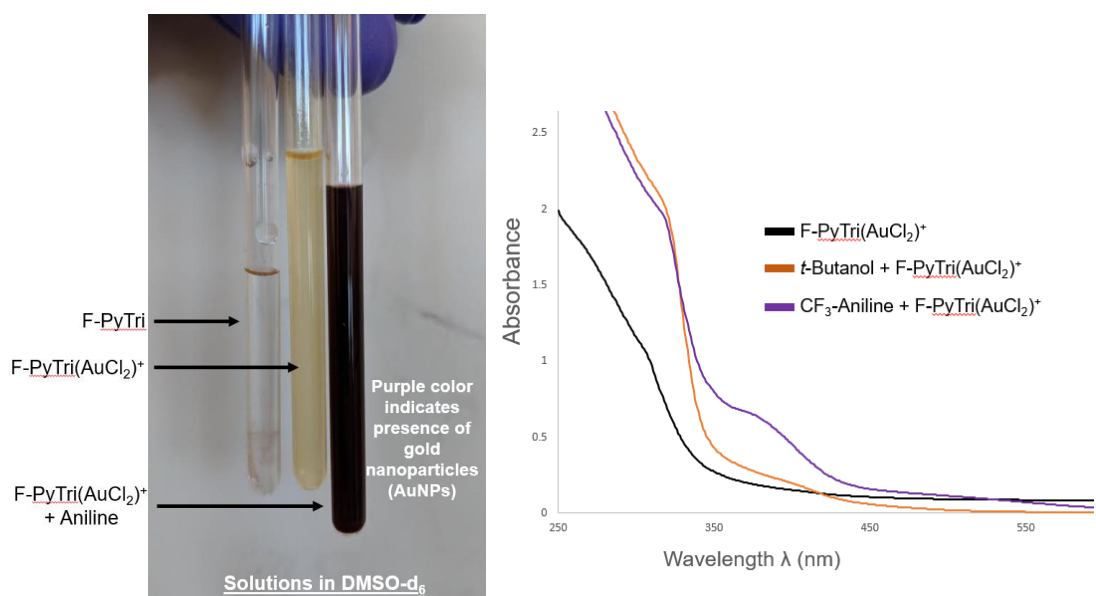 F-PyTri
F-PyTri(AuCl₂)⁺
F-PyTri(AuCl₂)⁺
+ Aniline
Purple color
indicates
presence of
gold
nanoparticles
(AuNPs)
Solutions in DMSO-d₆
Absorbance
2.5
2
1.5
1
0.5
0
250
350
450
550
Wavelength λ (nm)
F-PyTri(AuCl₂)⁺
t-Butanol + F-PyTri(AuCl₂)⁺
CF₃-Aniline + F-PyTri(AuCl₂)⁺